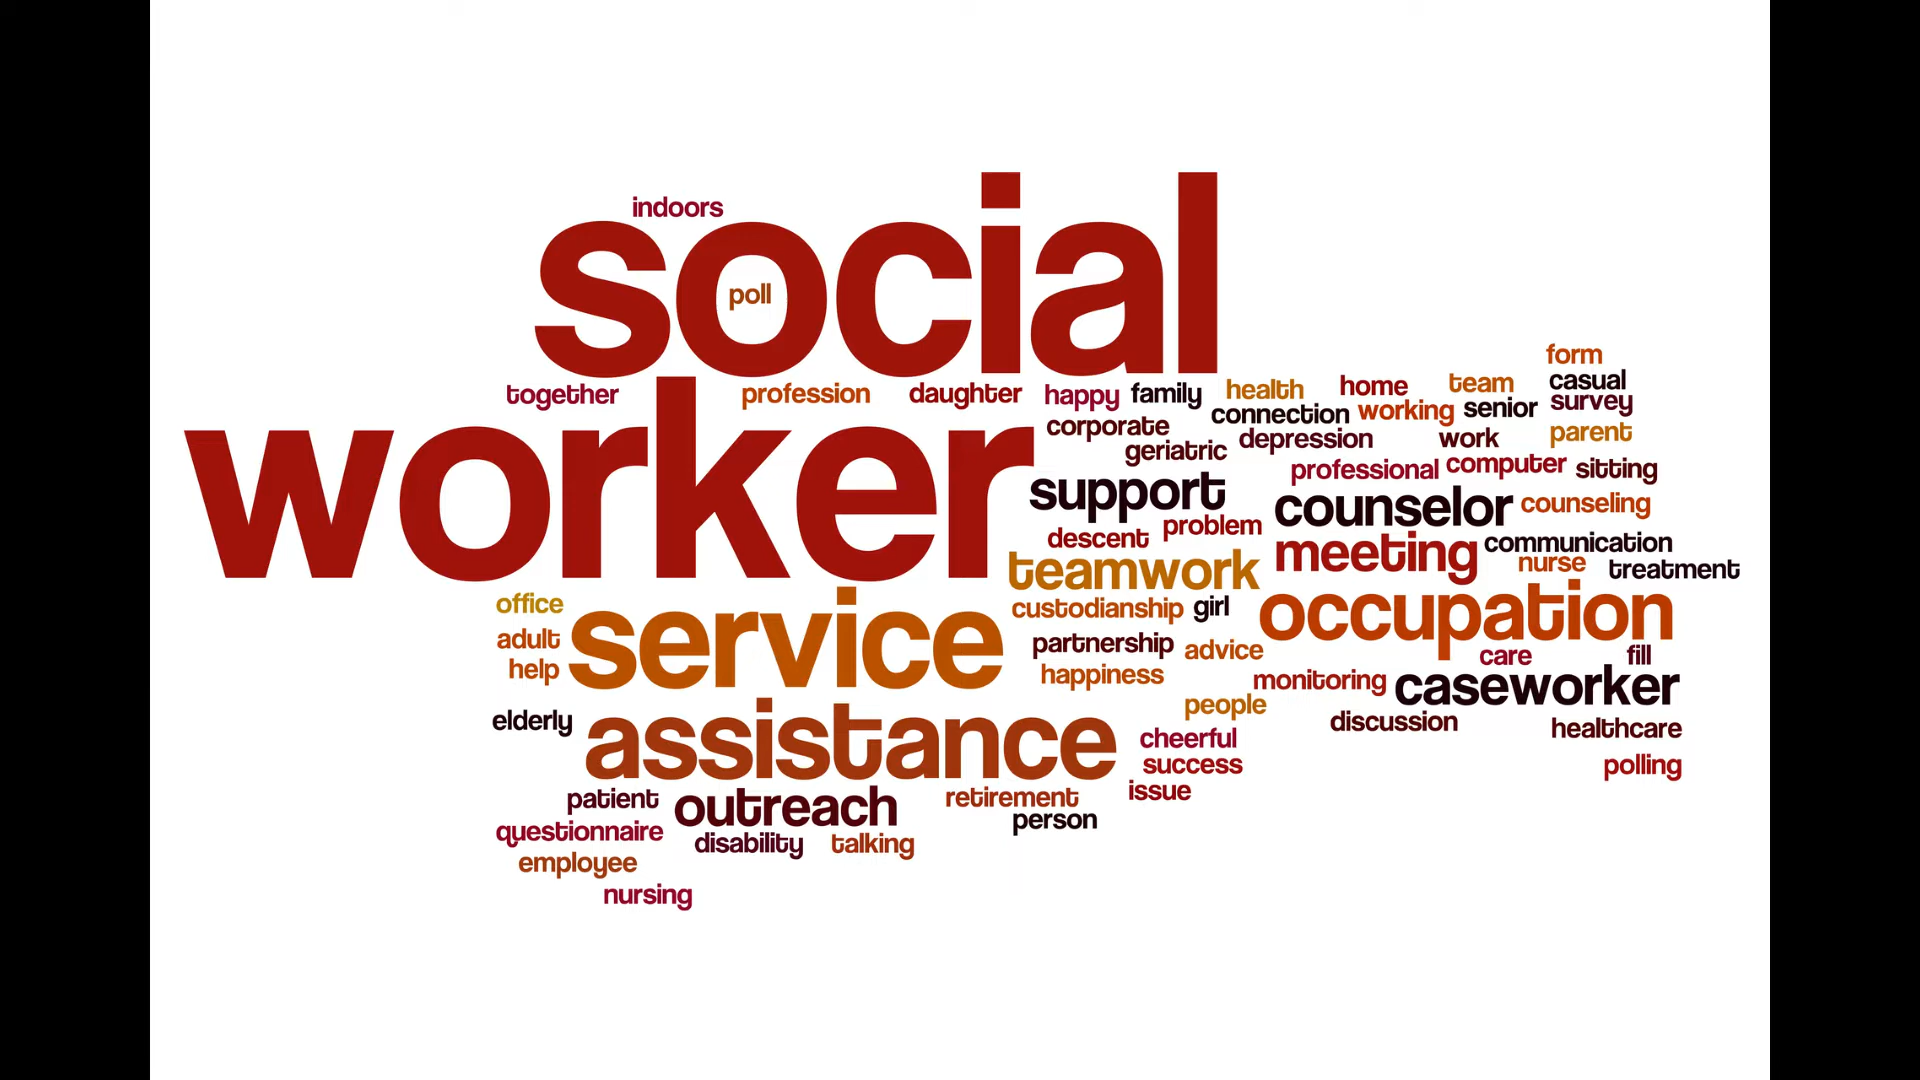 indoors
social
poll
form
together profession daughter happy family health home team casual
worker
corporate connection working senior survey
geriatric depression work parent
professional computer sitting
support counselor counseling
descent problem meeting communication
teamwork nurse treatment
office service custodianship girl occupation
adult partnership advice care fill
help happiness monitoring caseworker
elderly assistance people discussion healthcare
cheerful
success polling
patient outreach retirement issue
questionnaire disability talking person
employee
nursing